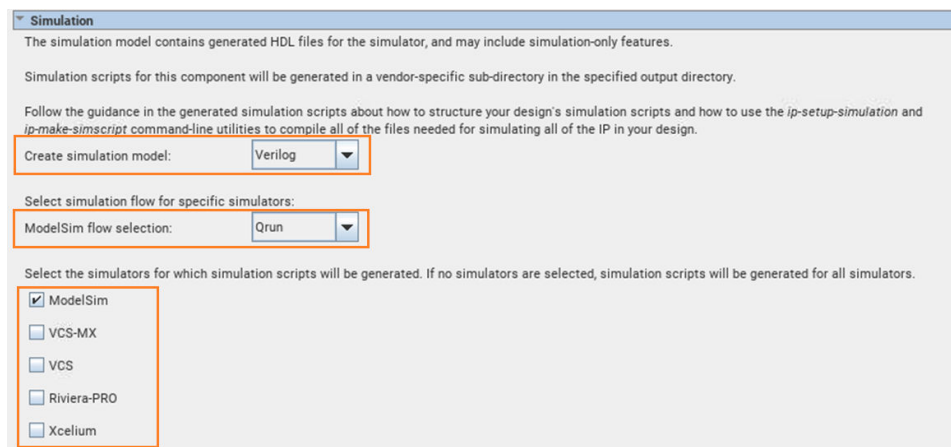 Simulation
The simulation model contains generated HDL files for the simulator, and may include simulation-only features.
Simulation scripts for this component will be generated in a vendor-specific sub-directory in the specified output directory.
Follow the guidance in the generated simulation scripts about how to structure your design's simulation scripts and how to use the ip-setup-simulation and
ip-make-simscript command-line utilities to compile all of the files needed for simulating all of the IP in your design.
Create simulation model: Verilog
Select simulation flow for specific simulators:
ModelSim flow selection: Qrun
Select the simulators for which simulation scripts will be generated. If no simulators are selected, simulation scripts will be generated for all simulators.
ModelSim
VCS-MX
VCS
Riviera-PRO
Xcelium